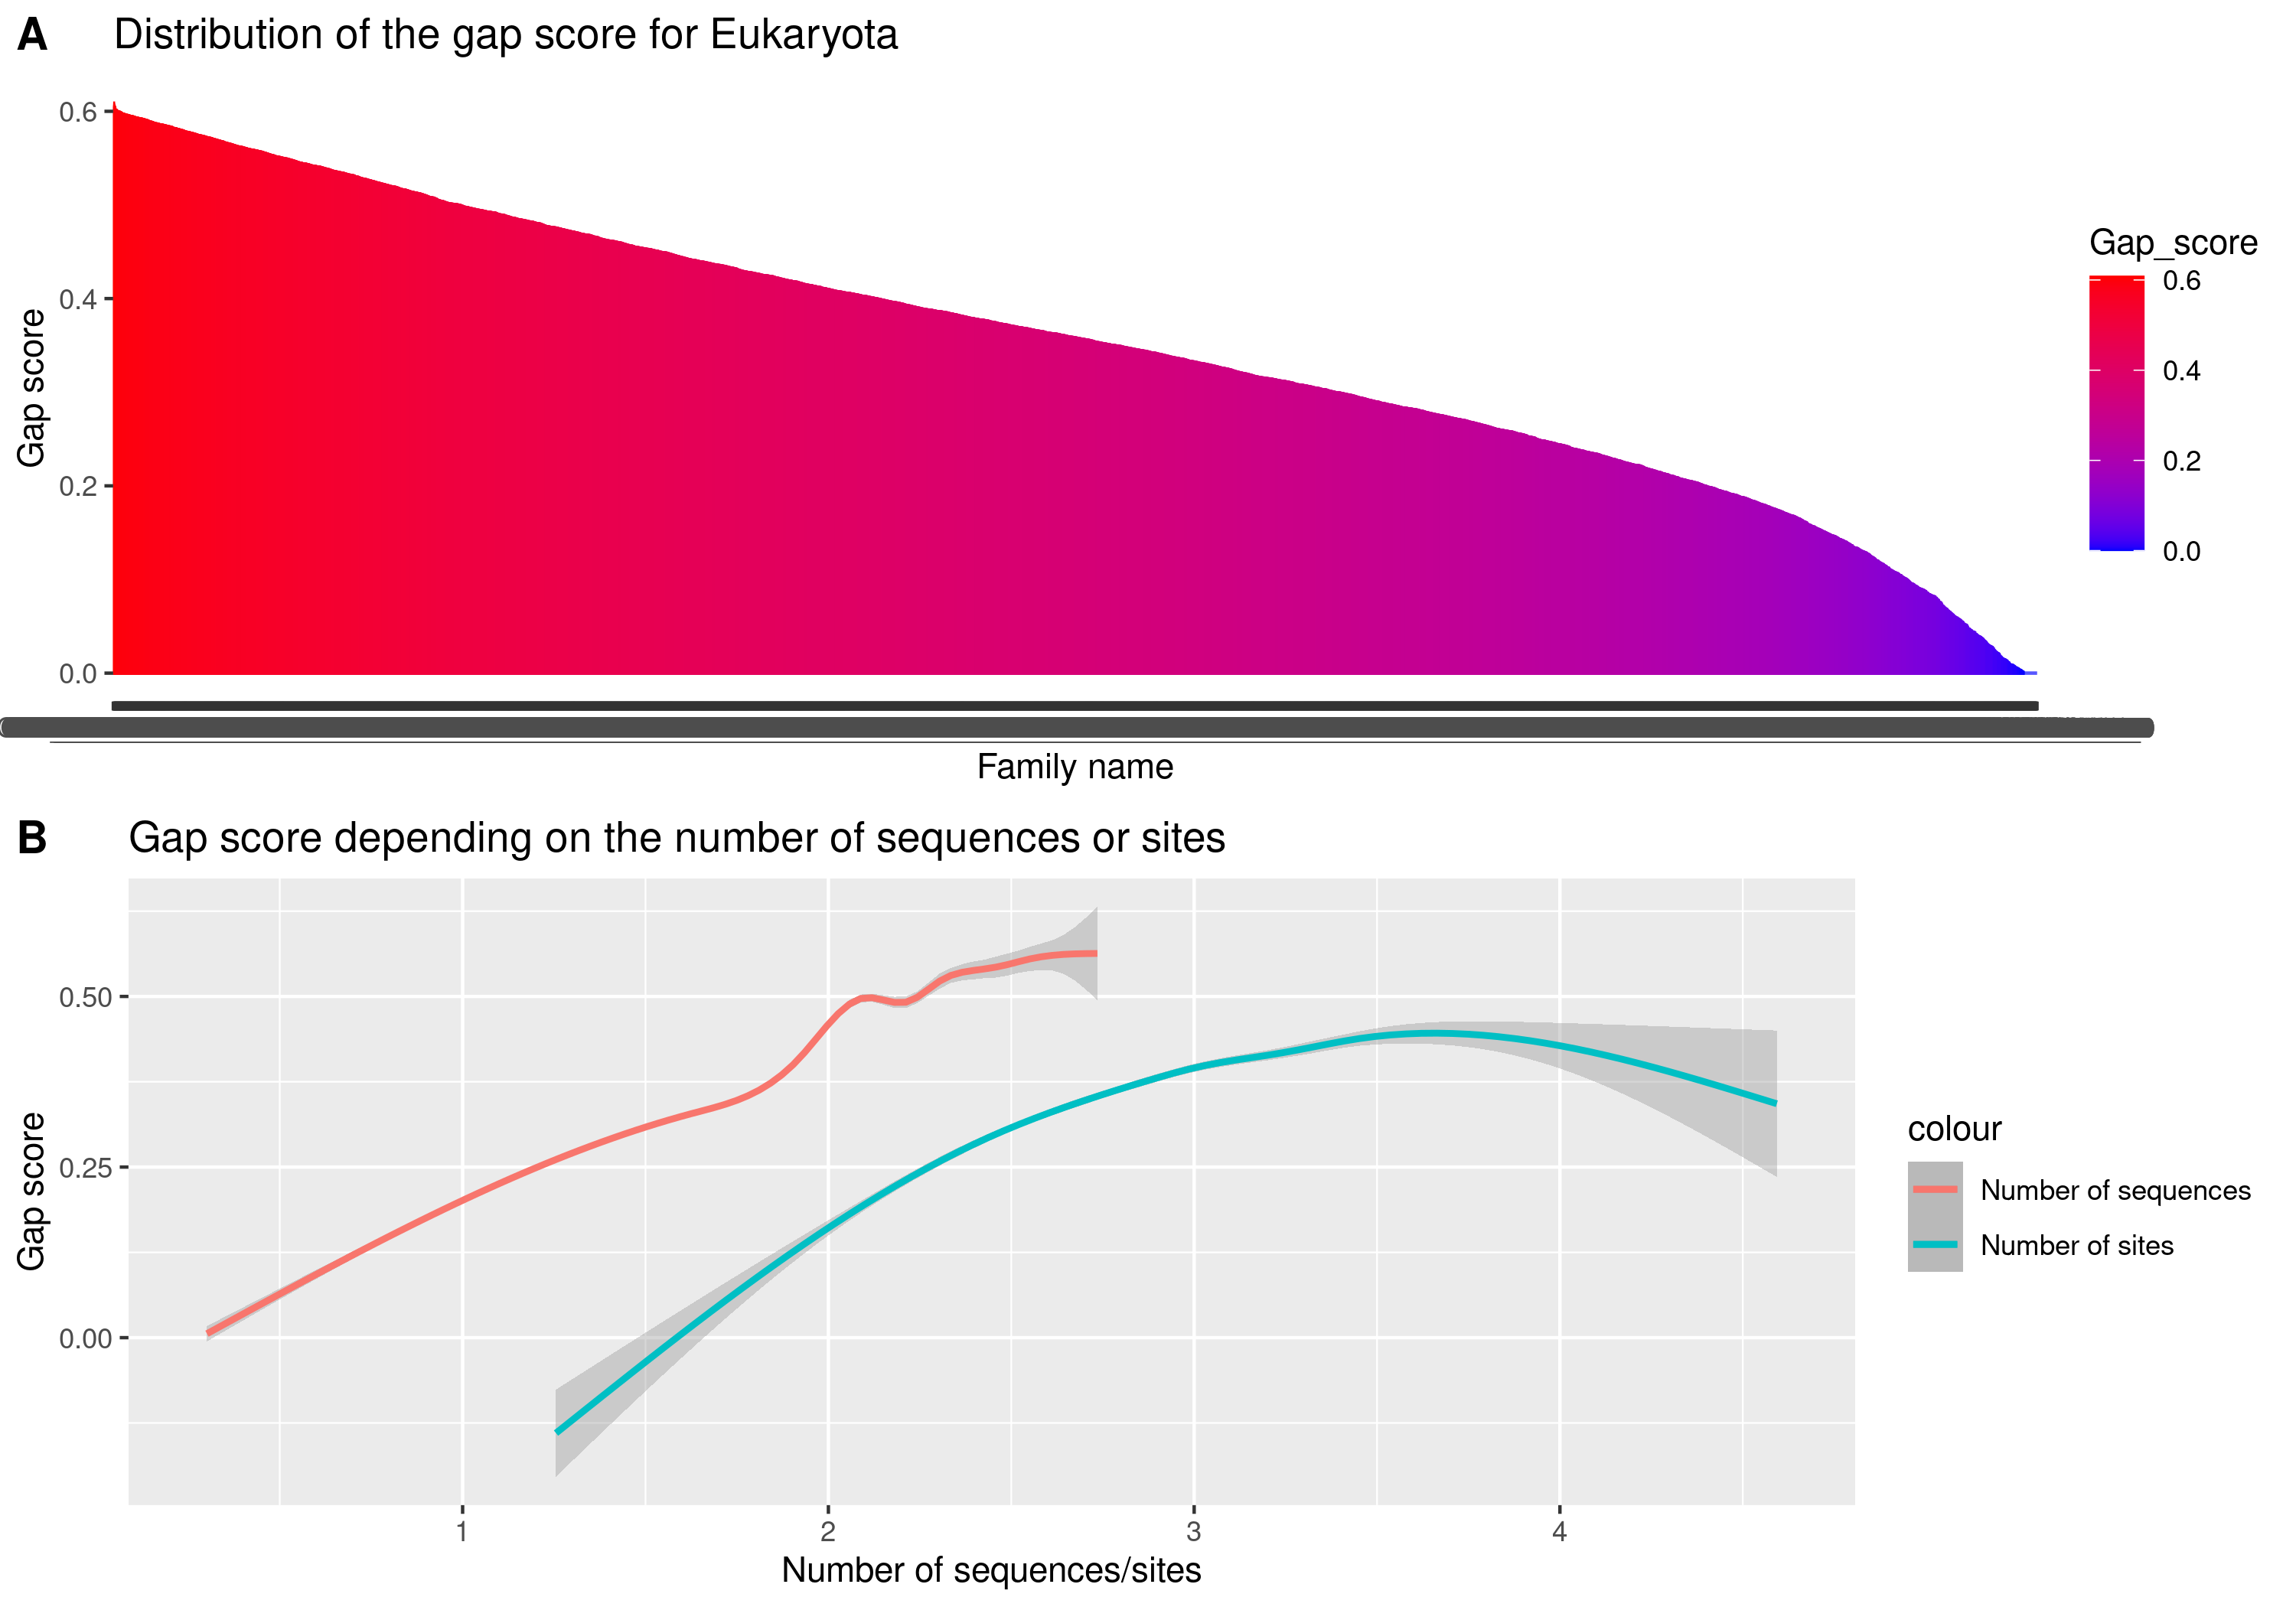 A Distribution of the gap score for Eukaryota
0.6
0.4
0.2
0.0
Gap score
Family name
Gap_score
0.6
0.4
0.2
0.0
B Gap score depending on the number of sequences or sites
0.50
0.25
0.00
Gap score
1 2 3 4
Number of sequences/sites
colour
Number of sequences
Number of sites